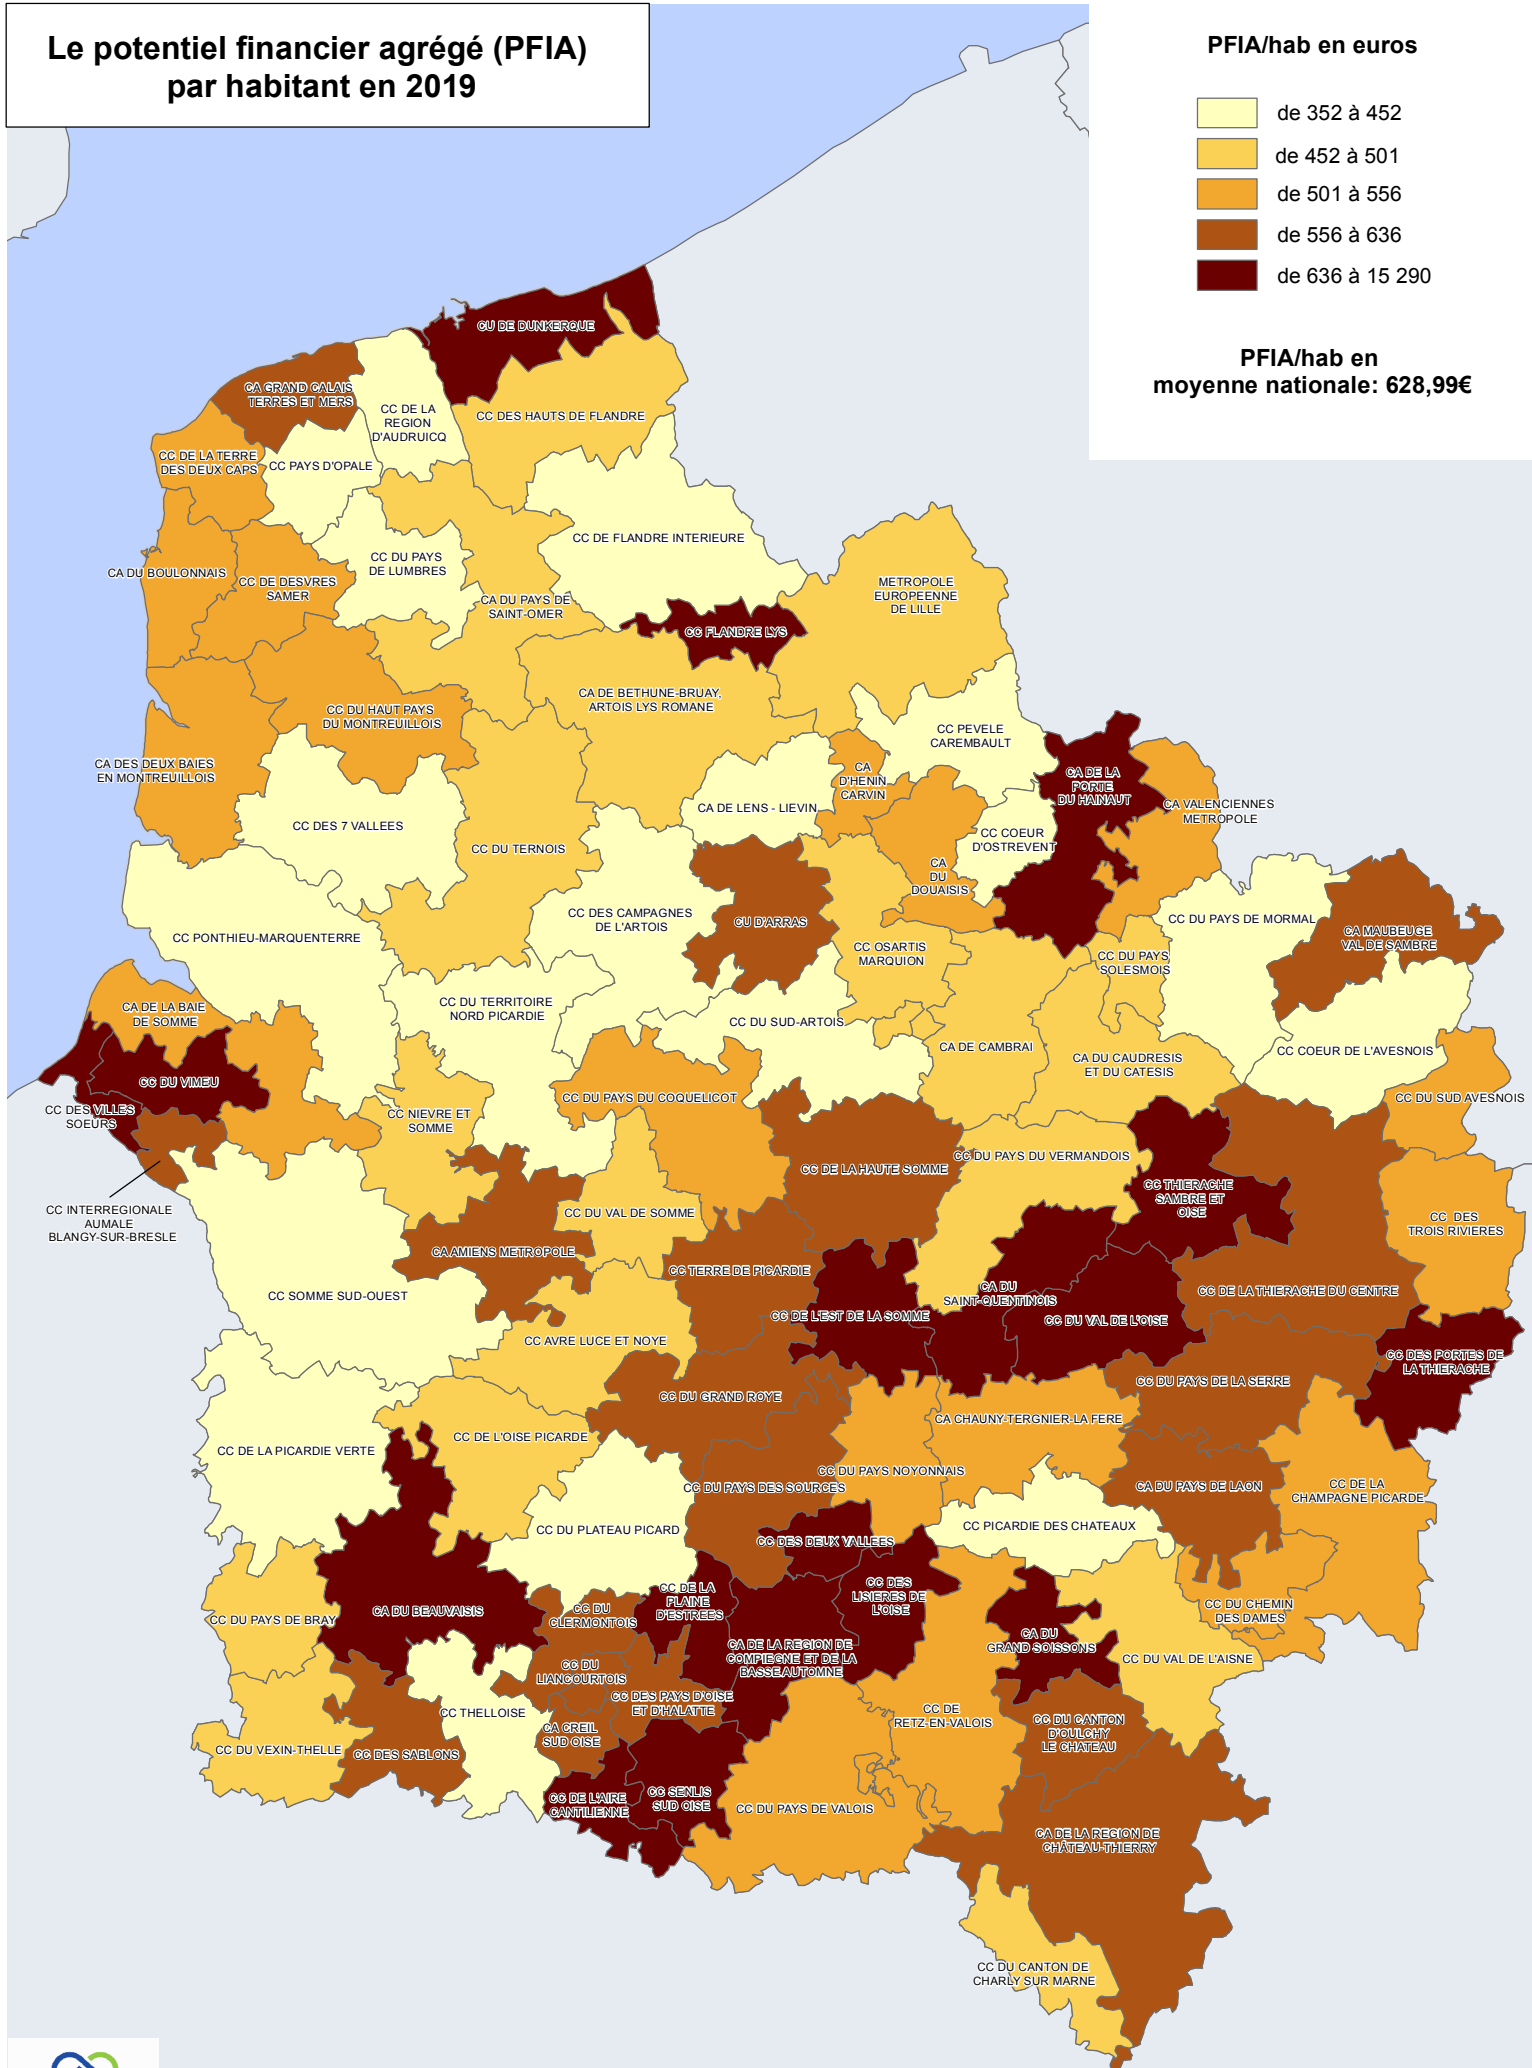 Le potentiel financier agrégé (PFIA)
par habitant en 2019
PFIA/hab en euros
de 352 à 452
de 452 à 501
de 501 à 556
de 556 à 636
de 636 à 15 290
PFIA/hab en
moyenne nationale: 628,99€
CU DE DUNKERQUE
CA GRAND CALAIS
TERRES ET MERS
CC DE LA
REGION
D'AUDRUICQ
CC DES HAUTS DE FLANDRE
CC DE LA TERRE
DES DEUX CAPS
CC PAYS D'OPALE
CC DE FLANDRE INTERIEURE
CC DU PAYS
DE LUMBRES
CA DU BOULONNAIS
CC DE DESVRES
SAMER
CA DU PAYS DE
SAINT-OMER
METROPOLE
EUROPEENNE
DE LILLE
CC FLANDRE LYS
CA DE BETHUNE-BRUAY,
ARTOIS LYS ROMANE
CC DU HAUT PAYS
DU MONTREUILLOIS
CC PEVELE
CAREMBAULT
CA DES DEUX BAIES
EN MONTREUILLOIS
CA
D'HENIN
CARVIN
CA DE LA
PORTE
DU HAINAUT
CA VALENCIENNES
METROPOLE
CA DE LENS - LIEVIN
CC DES 7 VALLEES
CC COEUR
D'OSTREVENT
CC DU TERNOIS
CA
DU
DOUAISIS
CC DES CAMPAGNES
DE L'ARTOIS
CU D'ARRAS
CC DU PAYS DE MORMAL
CA MAUBEUGE
VAL DE SAMBRE
CC PONTHIEU-MARQUENTERRE
CC OSARTIS
MARQUION
CC DU PAYS
SOLESMOIS
CA DE LA BAIE
DE SOMME
CC DU TERRITOIRE
NORD PICARDIE
CC DU SUD-ARTOIS
CA DE CAMBRAI
CA DU CAUDRESIS
ET DU CATESIS
CC COEUR DE L'AVESNOIS
CC DU VIMEU
CC DES VILLES
SOEURS
CC NIEVRE ET
SOMME
CC DU PAYS DU COQUELICOT
CC DU SUD AVESNOIS
CC DE LA HAUTE SOMME
CC DU PAYS DU VERMANDOIS
CC THIERACHE
SAMBRE ET
OISE
CC INTERREGIONALE
AUMALE
BLANGY-SUR-BRESLE
CC DU VAL DE SOMME
CC DES
TROIS RIVIERES
CA AMIENS METROPOLE
CC TERRE DE PICARDIE
CC SOMME SUD-OUEST
CA DU
SAINT-QUENTINOIS
CC DE LA THIERACHE DU CENTRE
CC DE L'EST DE LA SOMME
CC DU VAL DE L'OISE
CC AVRE LUCE ET NOYE
CC DES PORTES DE
LA THIERACHE
CC DU GRAND ROYE
CC DU PAYS DE LA SERRE
CA CHAUNY-TERGNIER-LA FERE
CC DE L'OISE PICARDE
CC DE LA PICARDIE VERTE
CC DU PAYS NOYONNAIS
CC DU PAYS DES SOURCES
CA DU PAYS DE LAON
CC DE LA
CHAMPAGNE PICARDE
CC DU PLATEAU PICARD
CC PICARDIE DES CHATEAUX
CC DES DEUX VALLEES
CC DE LA
PLAINE
D'ESTREES
CC DES
LISIERES DE
L'OISE
CC DU PAYS DE BRAY
CA DU BEAUVAISIS
CC DU
CLERMONTOIS
CC DU CHEMIN
DES DAMES
CA DU
GRAND SOISSONS
CA DE LA REGION DE
COMPIEGNE ET DE LA
BASSE AUTOMNE
CC DU VAL DE L'AISNE
CC DU
LIANCOURTOIS
CC DES PAYS D'OISE
ET D'HALATTE
CC THELLOISE
CC DE
RETZ-EN-VALOIS
CC DU CANTON
D'OULCHY
LE CHATEAU
CA CREIL
SUD OISE
CC DU VEXIN-THELLE
CC DES SABLONS
CC DE L'AIRE
CANTILIENNE
CC SENLIS
SUD OISE
CC DU PAYS DE VALOIS
CA DE LA REGION DE
CHÂTEAU-THIERRY
CC DU CANTON DE
CHARLY SUR MARNE